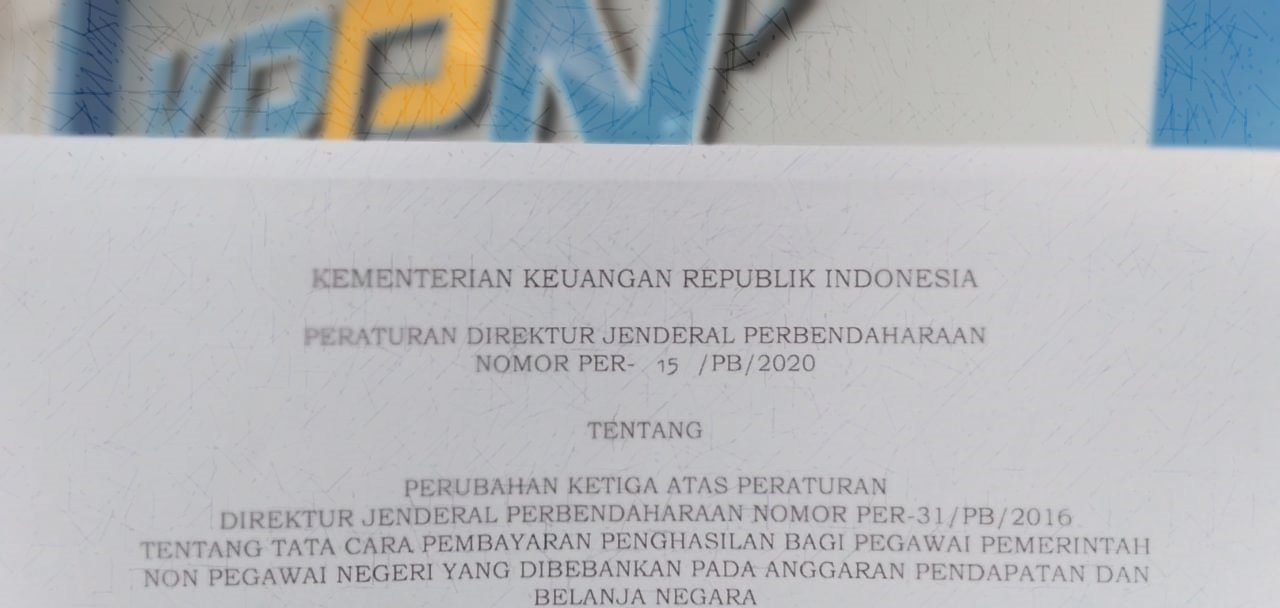 KPPN
KEMENTERIAN KEUANGAN REPUBLIK INDONESIA
PERATURAN DIREKTUR JENDERAL PERBENDAHARAAN
NOMOR PER- 15 /PB/2020
TENTANG
PERUBAHAN KETIGA ATAS PERATURAN
DIREKTUR JENDERAL PERBENDAHARAAN NOMOR PER-31/PB/2016
TENTANG TATA CARA PEMBAYARAN PENGHASILAN BAGI PEGAWAI PEMERINTAH
NON PEGAWAI NEGERI YANG DIBEBANKAN PADA ANGGARAN PENDAPATAN DAN
BELANJA NEGARA